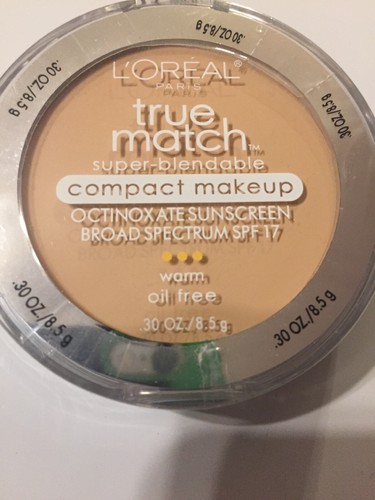 .30 OZ/8.5 g
.30 OZ/8.5 g
.30 OZ/8.5 g
L'ORÉAL®
PARIS
true
match™
super-blendable
compact makeup
OCTINOXATE SUNSCREEN
BROAD SPECTRUM SPF 17
warm
oil free
.30 OZ/8.5 g
.30 OZ/8.5 g
.30 OZ/8.5 g